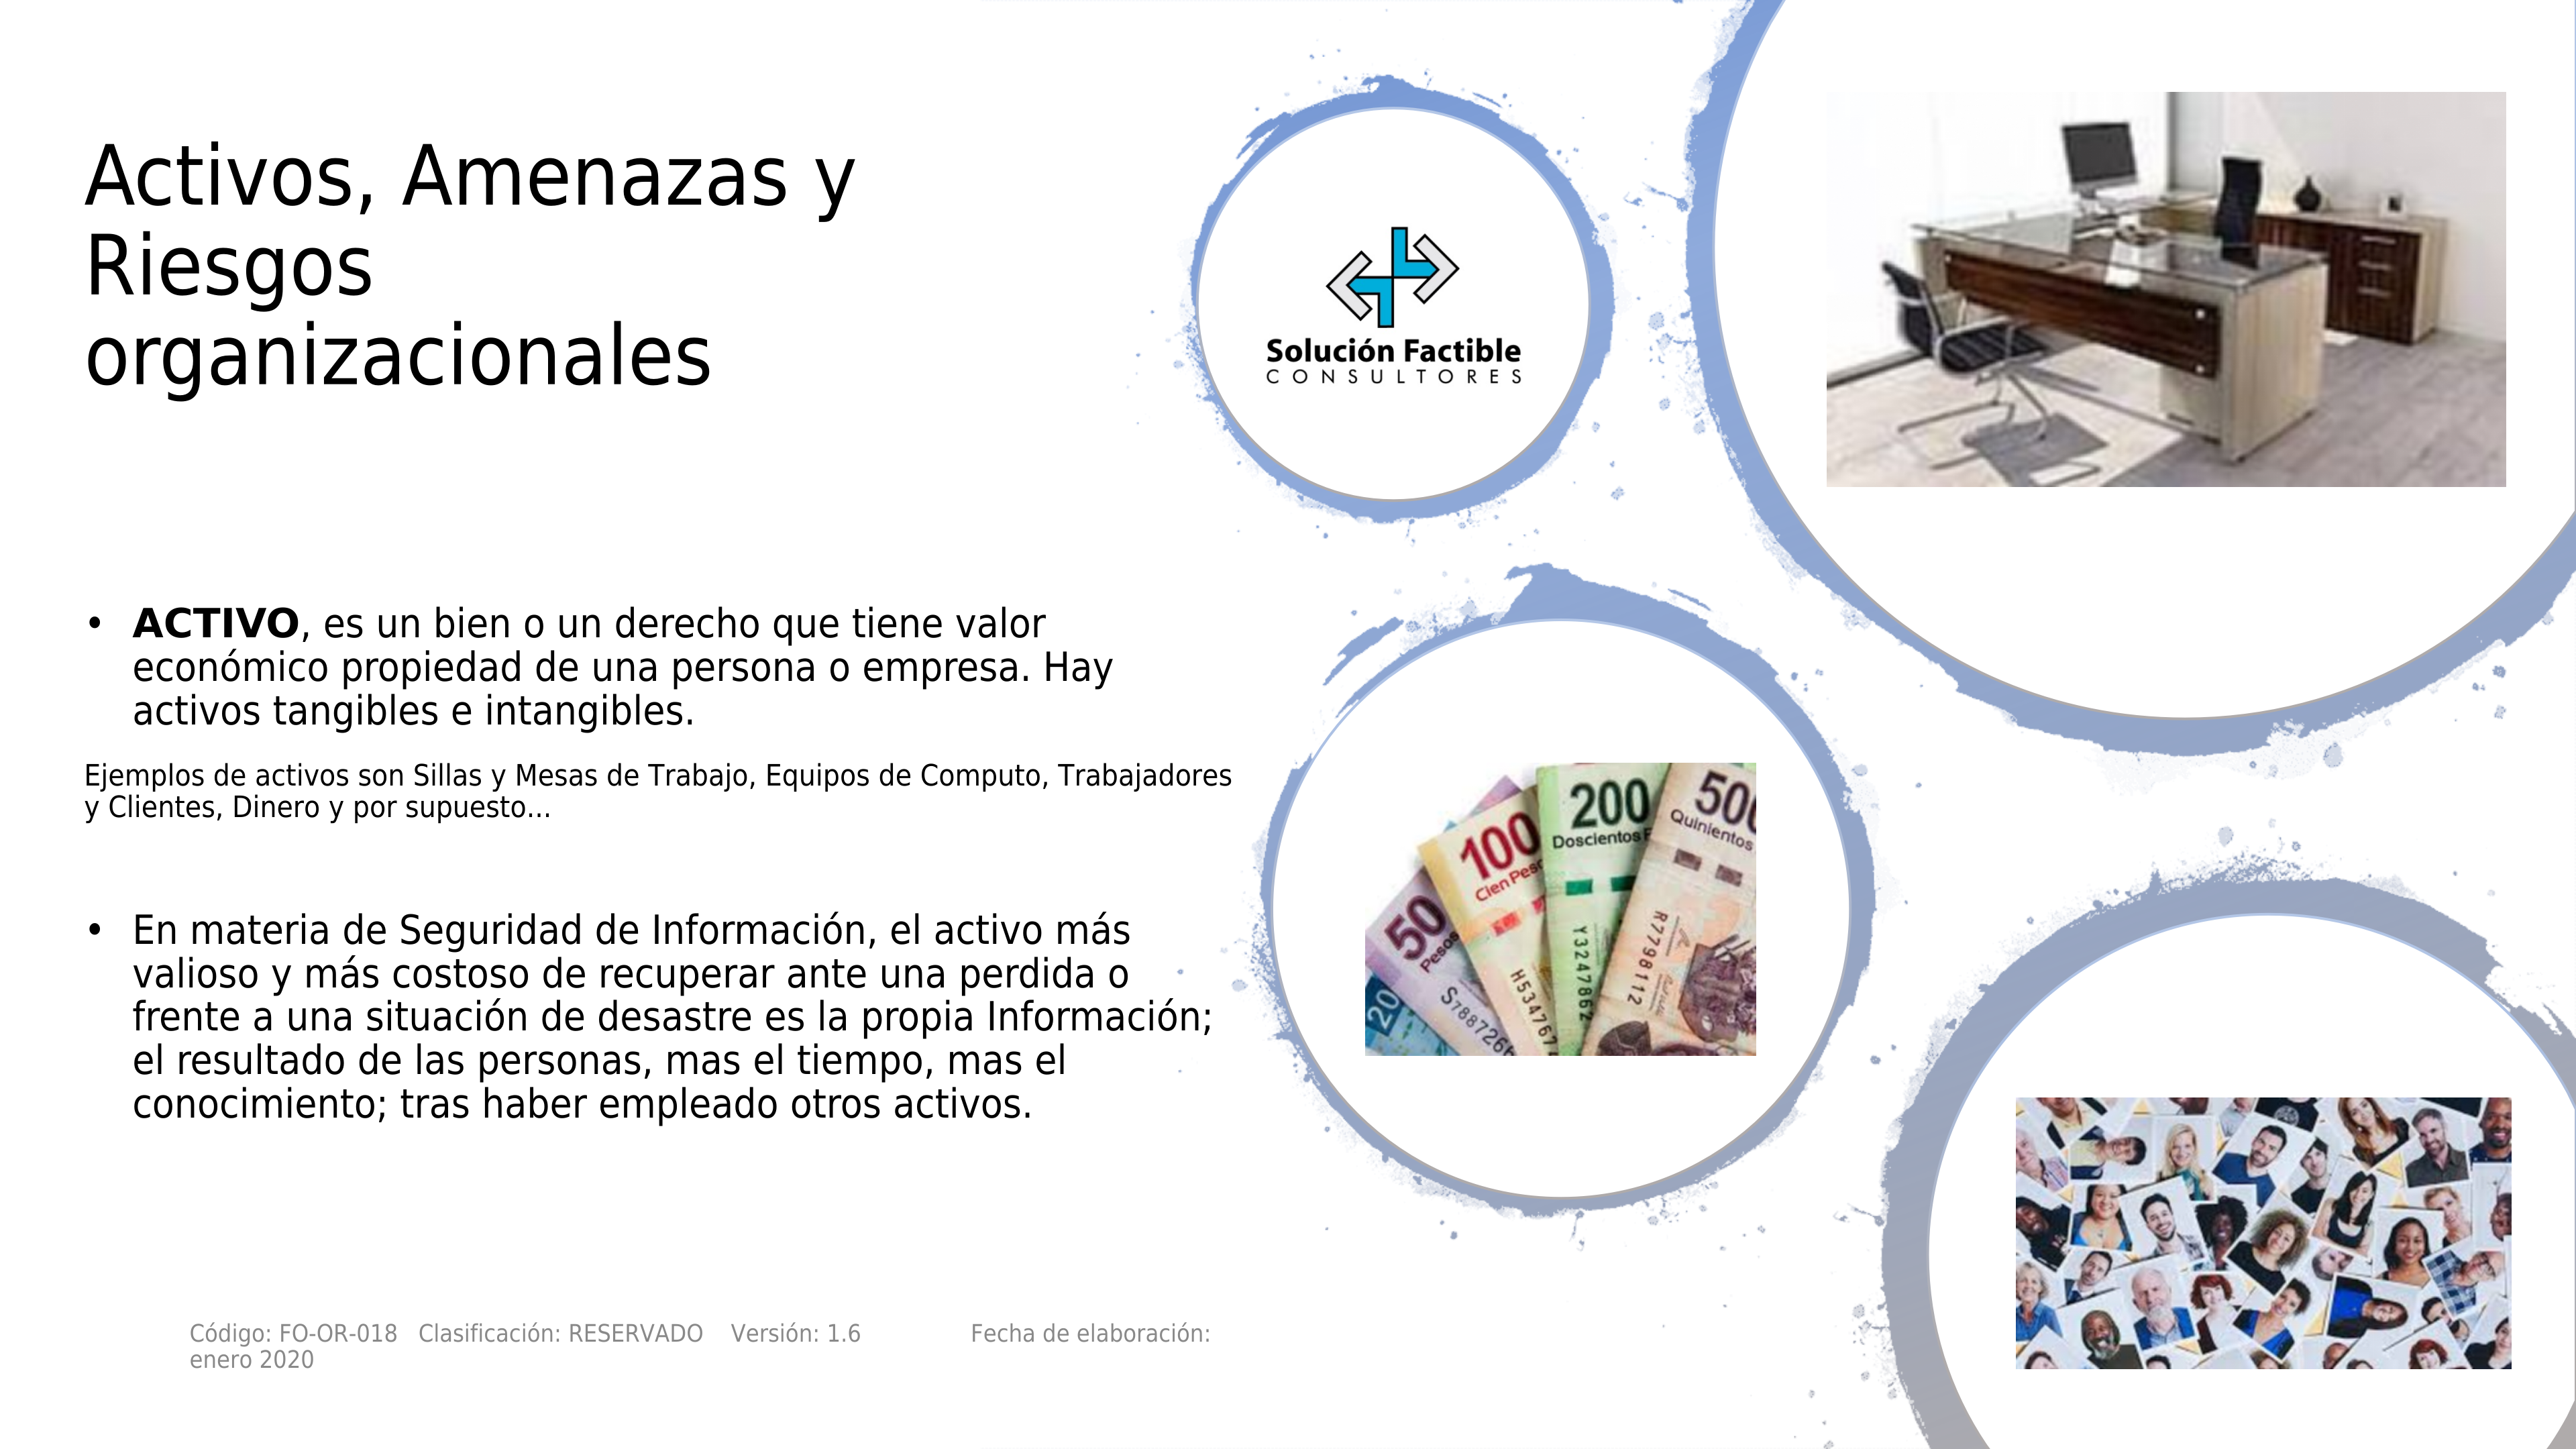 Activos, Amenazas y
Riesgos
organizacionales
Solución Factible
CONSULTORES
• ACTIVO, es un bien o un derecho que tiene valor
económico propiedad de una persona o empresa. Hay
activos tangibles e intangibles.
Ejemplos de activos son Sillas y Mesas de Trabajo, Equipos de Computo, Trabajadores
y Clientes, Dinero y por supuesto...
• En materia de Seguridad de Información, el activo más
valioso y más costoso de recuperar ante una perdida o
frente a una situación de desastre es la propia Información;
el resultado de las personas, mas el tiempo, mas el
conocimiento; tras haber empleado otros activos.
20
50
Pesos
100
Cien Pesos
200
Doscientos
500
Quinientos
Y3247862
R7798112
Código: FO-OR-018 Clasificación: RESERVADO Versión: 1.6 Fecha de elaboración:
enero 2020